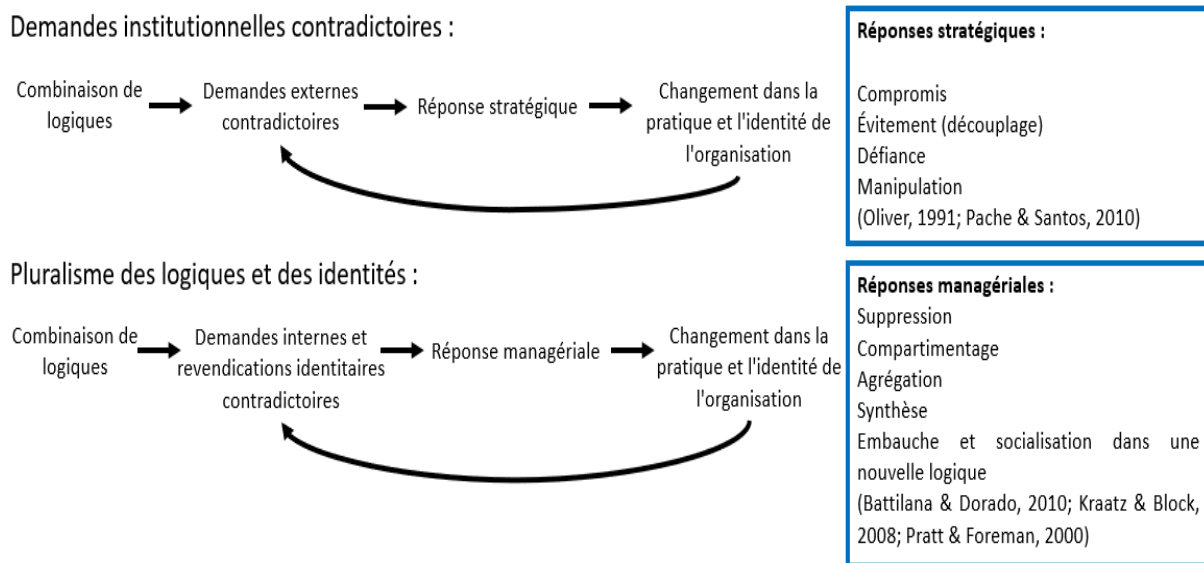 Demandes institutionnelles contradictoires :
Combinaison de
logiques
Demandes externes
contradictoires
Réponse stratégique
Changement dans la
pratique et l'identité de
l'organisation
Réponses stratégiques :
Compromis
Évitement (découplage)
Défiance
Manipulation
(Oliver, 1991; Pache & Santos, 2010)
Pluralisme des logiques et des identités :
Combinaison de
logiques
Demandes internes et
revendications identitaires
contradictoires
Réponse managériale
Changement dans la
pratique et l'identité de
l'organisation
Réponses managériales :
Suppression
Compartimentage
Agrégation
Synthèse
Embauche et socialisation dans une
nouvelle logique
(Battilana & Dorado, 2010; Kraatz & Block,
2008; Pratt & Foreman, 2000)